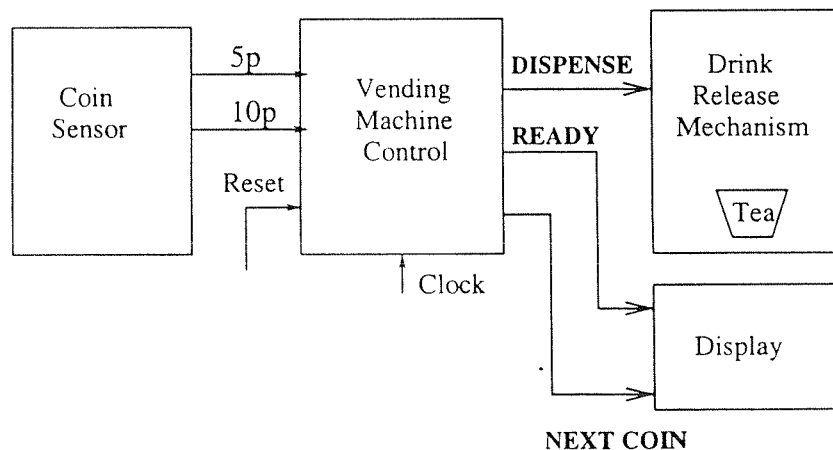 Coin
Sensor
5p
10p
Reset
Vending
Machine
Control
Clock
DISPENSE
READY
NEXT COIN
Drink
Release
Mechanism
Tea
Display